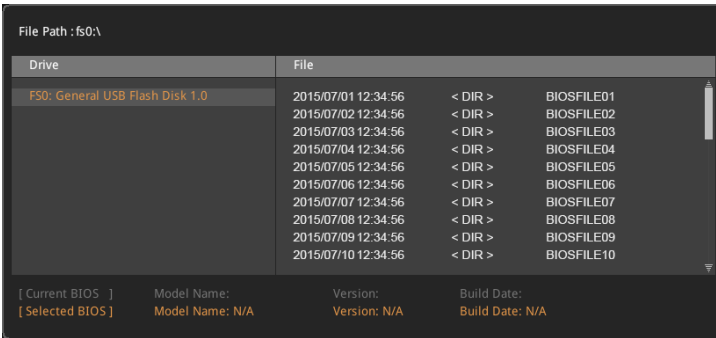 File Path : fs0:\
Drive File
FS0: General USB Flash Disk 1.0 2015/07/01 12:34:56 < DIR > BIOSFILE01
2015/07/02 12:34:56 < DIR > BIOSFILE02
2015/07/03 12:34:56 < DIR > BIOSFILE03
2015/07/04 12:34:56 < DIR > BIOSFILE04
2015/07/05 12:34:56 < DIR > BIOSFILE05
2015/07/06 12:34:56 < DIR > BIOSFILE06
2015/07/07 12:34:56 < DIR > BIOSFILE07
2015/07/08 12:34:56 < DIR > BIOSFILE08
2015/07/09 12:34:56 < DIR > BIOSFILE09
2015/07/10 12:34:56 < DIR > BIOSFILE10
[ Current BIOS ] Model Name: Version: Build Date:
[ Selected BIOS ] Model Name: N/A Version: N/A Build Date: N/A